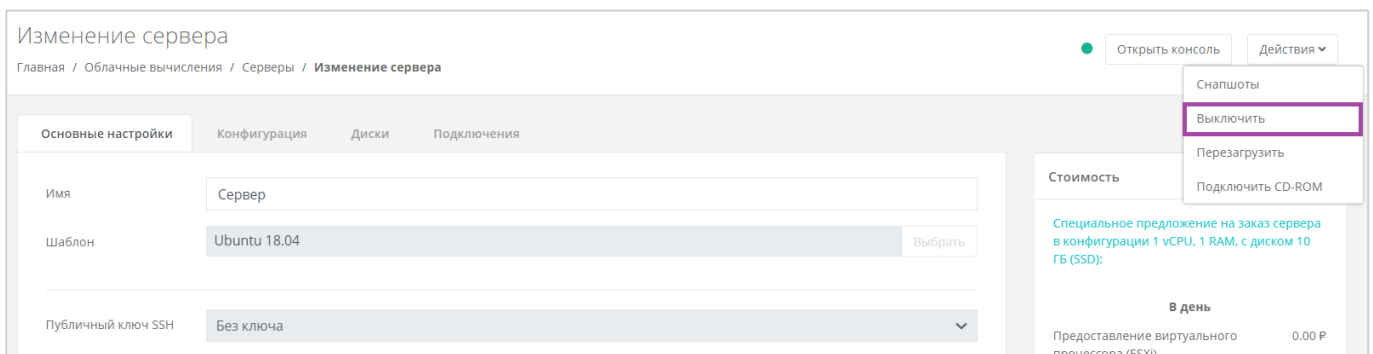 Изменение сервера
Главная / Облачные вычисления / Серверы / Изменение сервера
Открыть консоль
Действия
Снапшоты
Выключить
Перезагрузить
Подключить CD-ROM
Основные настройки
Конфигурация
Диски
Подключения
Имя
Сервер
Шаблон
Ubuntu 18.04
Выбрать
Публичный ключ SSH
Без ключа
Стоимость
Специальное предложение на заказ сервера
в конфигурации 1 vCPU, 1 RAM, с диском 10
ГБ (SSD):
В день
Предоставление виртуального
0.00 ₽
процессора (ESXi)